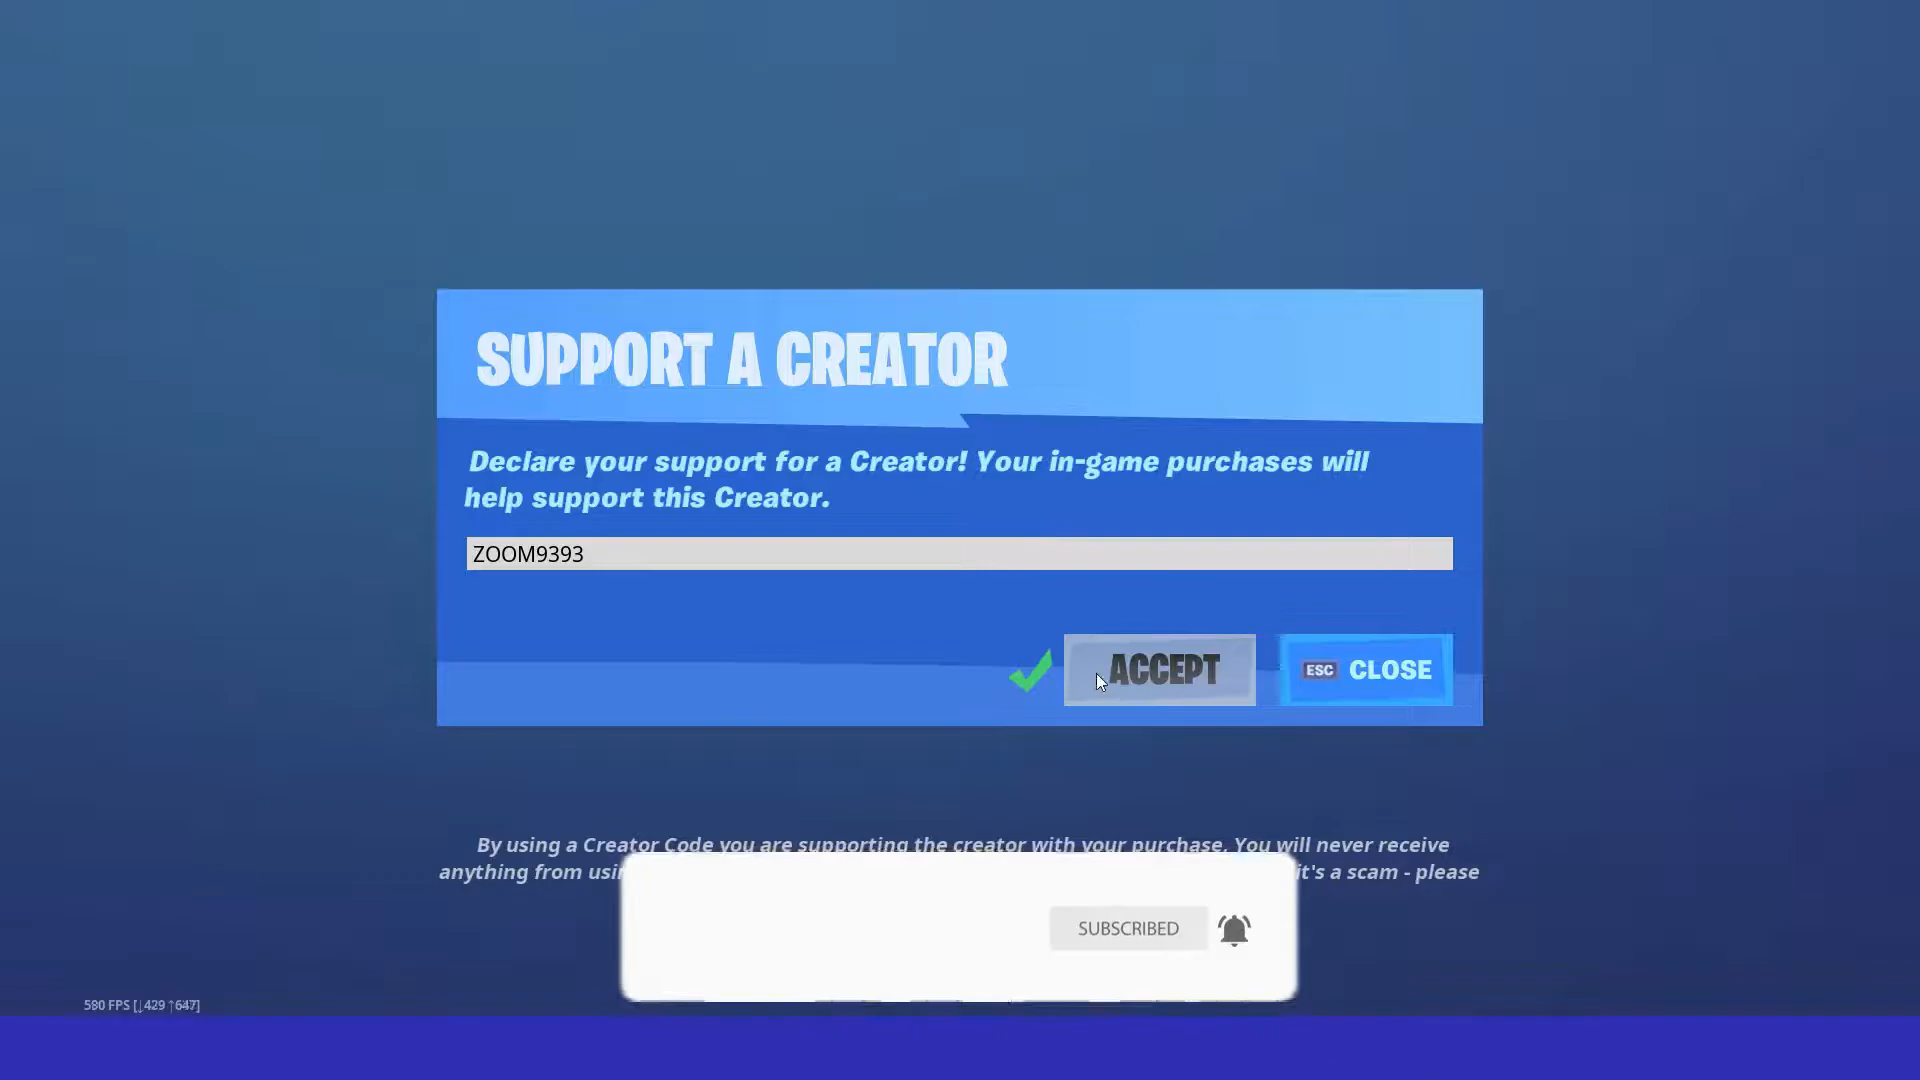 SUPPORT A CREATOR
Declare your support for a Creator! Your in-game purchases will
help support this Creator.
ZOOM9393
ACCEPT
ESC CLOSE
By using a Creator Code you are supporting the creator with your purchase. You will never receive
anything from it's a scam - please
SUBSCRIBED
580 FPS [↓429 ↑647]